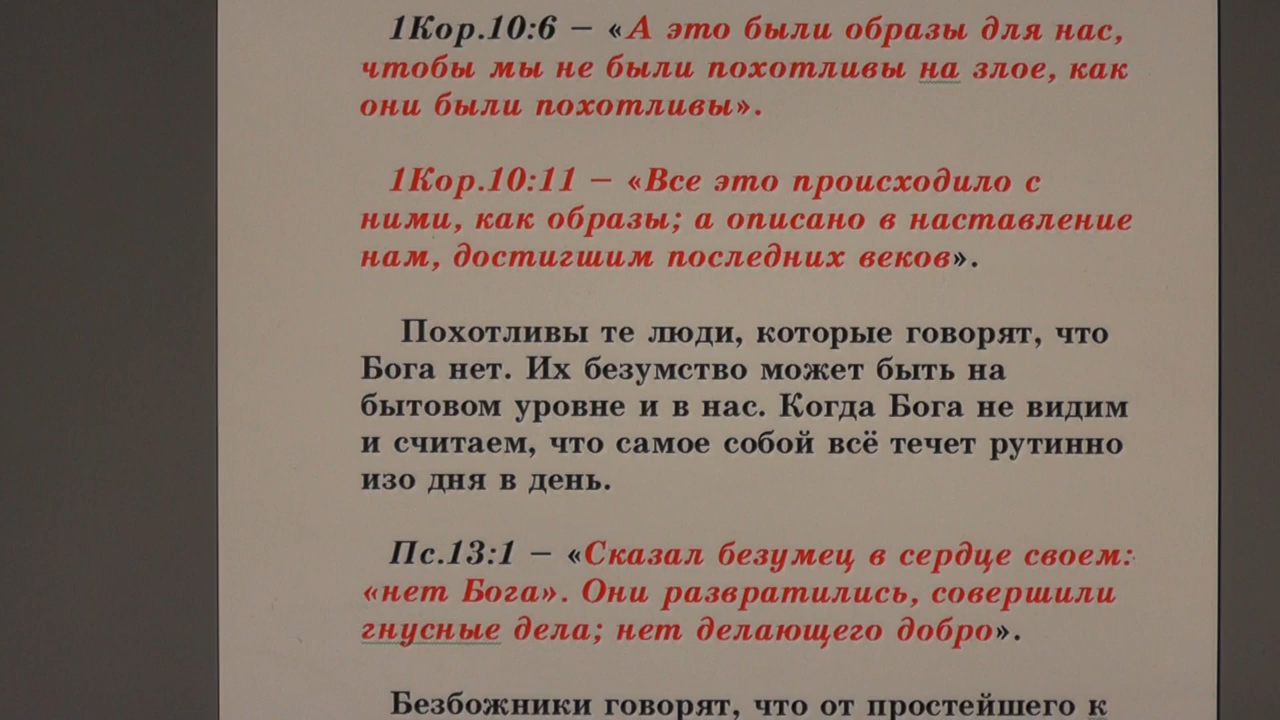 1Кор.10:6 – «А это были образы для нас,
чтобы мы не были похотливы на злое, как
они были похотливы».
1Кор.10:11 – «Все это происходило с
ними, как образы; а описано в наставление
нам, достигшим последних веков».
Похотливы те люди, которые говорят, что
Бога нет. Их безумство может быть на
бытовом уровне и в нас. Когда Бога не видим
и считаем, что самое собой всё течет рутинно
изо дня в день.
Пс.13:1 – «Сказал безумец в сердце своем:
«нет Бога». Они развратились, совершили
гнусные дела; нет делающего добро».
Безбожники говорят, что от простейшего к